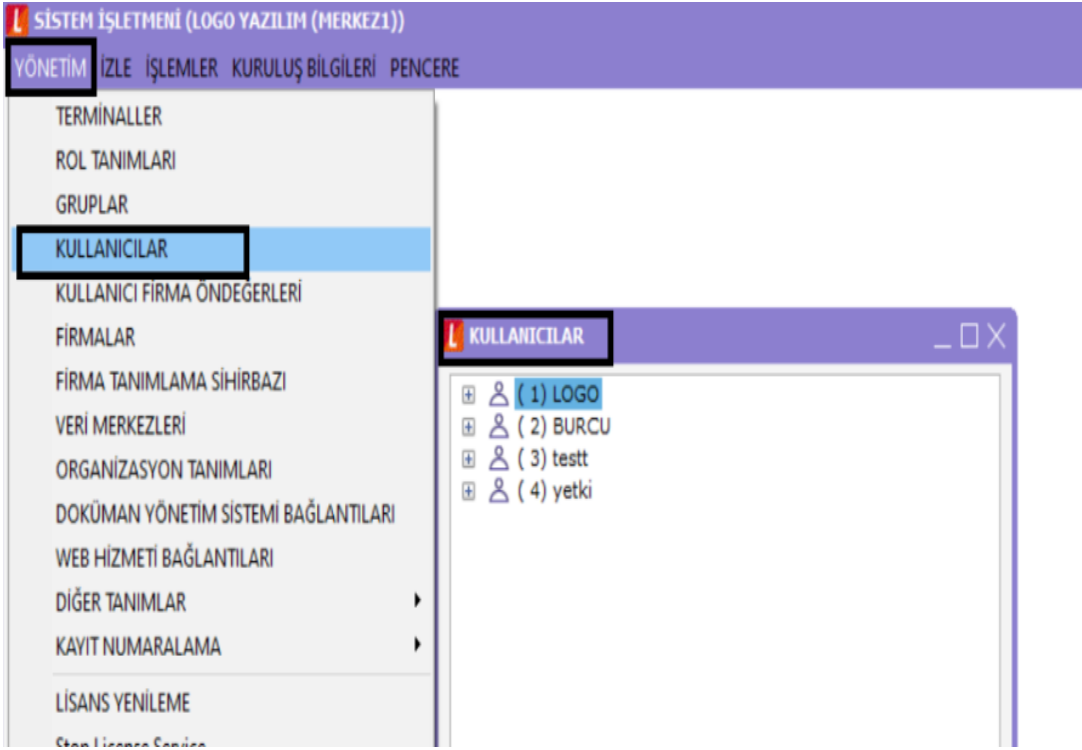 SİSTEM İŞLETMENİ (LOGO YAZILIM (MERKEZ1))
YÖNETİM İZLE İŞLEMLER KURULUŞ BİLGİLERİ PENCERE
TERMİNALLER
ROL TANIMLARI
GRUPLAR
KULLANICILAR
KULLANICI FİRMA ÖNDEĞERLERİ
FİRMALAR
FİRMA TANIMLAMA SİHİRBAZI
VERİ MERKEZLERİ
ORGANİZASYON TANIMLARI
DOKÜMAN YÖNETİM SİSTEMİ BAĞLANTILARI
WEB HİZMETİ BAĞLANTILARI
DİĞER TANIMLAR
KAYIT NUMARALAMA
LİSANS YENİLEME
Stop License Service
KULLANICILAR
( 1) LOGO
( 2) BURCU
( 3) testt
( 4) yetki